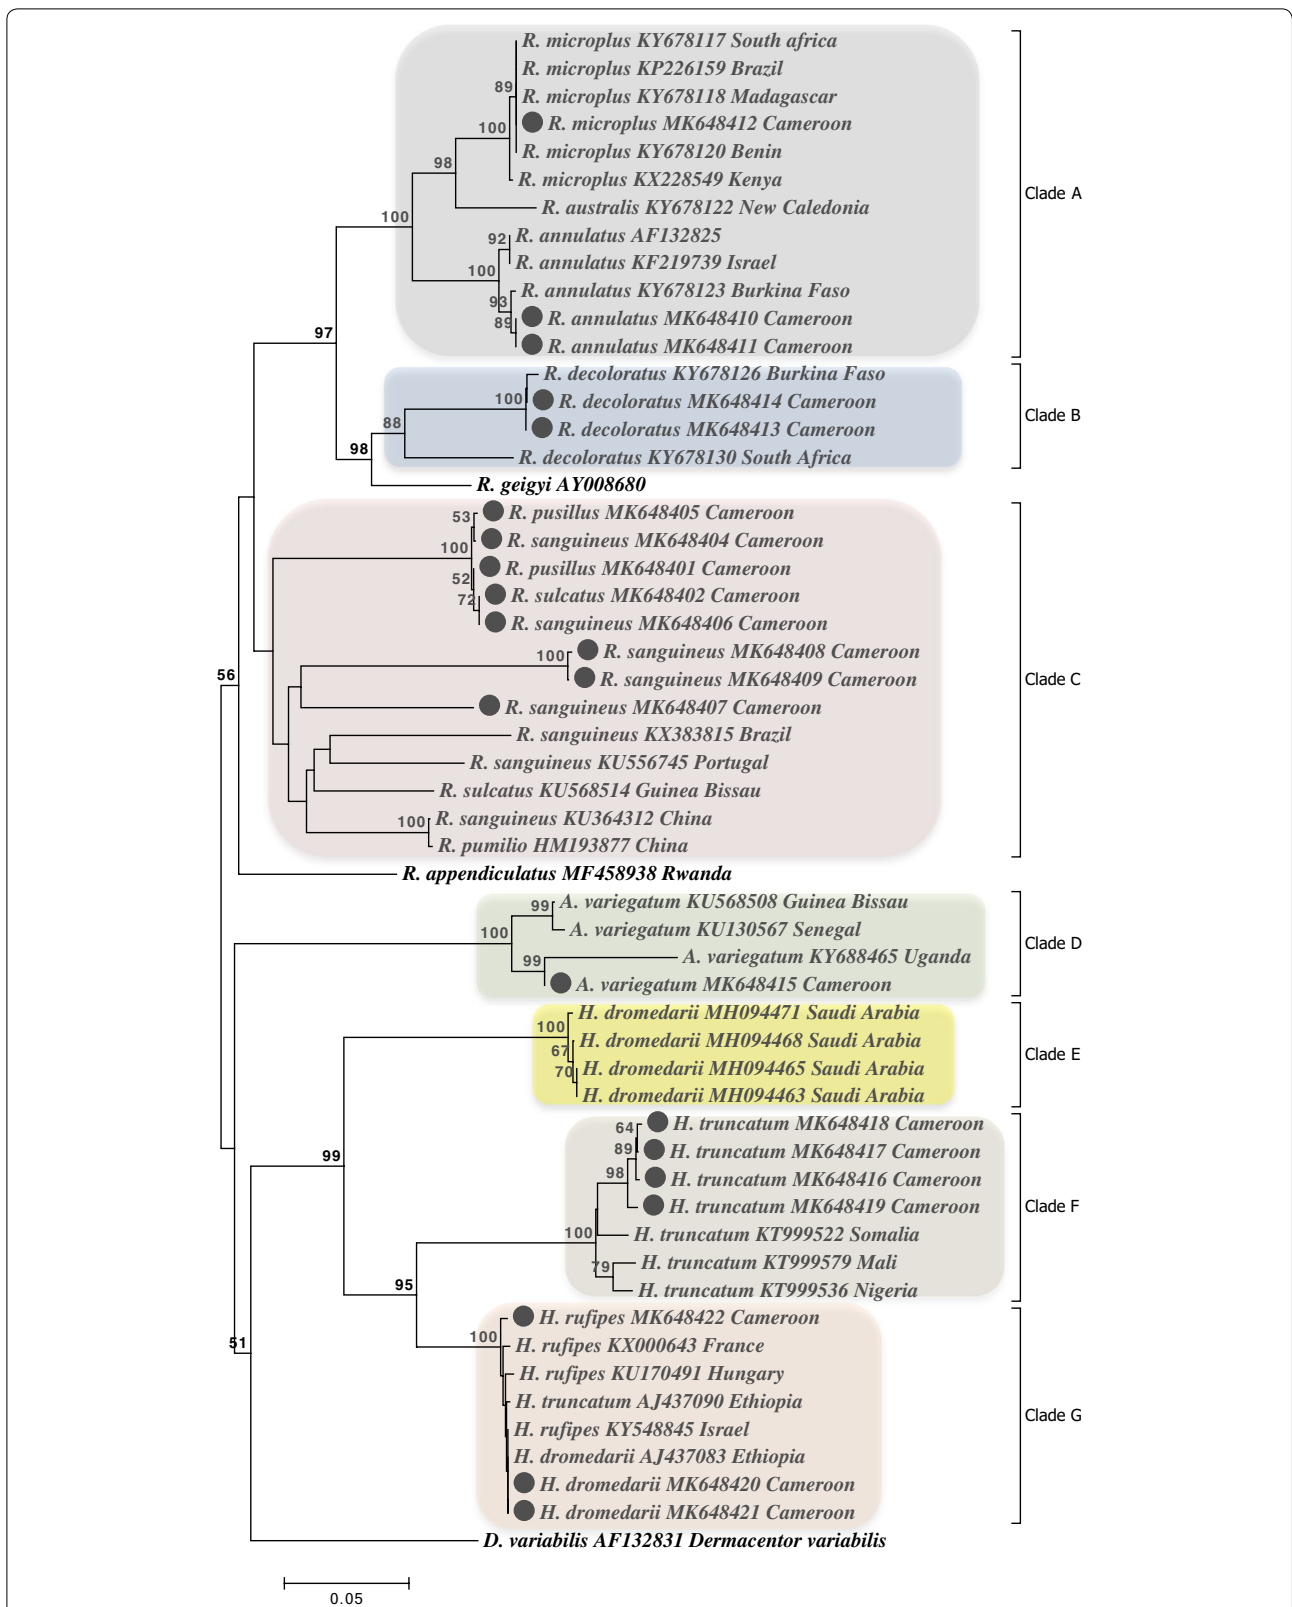 R. microplus KY678117 South africa
R. microplus KP226159 Brazil
89
R. microplus KY678118 Madagascar
R. microplus MK648412 Cameroon
100
R. microplus KY678120 Benin
98
R. microplus KX228549 Kenya
Clade A
R. australis KY678122 New Caledonia
100
R. annulatus AF132825
92
R. annulatus KF219739 Israel
100
R. annulatus KY678123 Burkina Faso
93
R. annulatus MK648410 Cameroon
89
97
R. annulatus MK648411 Cameroon
R. decoloratus KY678126 Burkina Faso
100
R. decoloratus MK648414 Cameroon
Clade B
88
R. decoloratus MK648413 Cameroon
98
R. decoloratus KY678130 South Africa
R. geigyi AY008680
R. pusillus MK648405 Cameroon
53
R. sanguineus MK648404 Cameroon
100
R. pusillus MK648401 Cameroon
52
R. sulcatus MK648402 Cameroon
72
R. sanguineus MK648406 Cameroon
R. sanguineus MK648408 Cameroon
100
56
R. sanguineus MK648409 Cameroon
Clade C
R. sanguineus MK648407 Cameroon
R. sanguineus KX383815 Brazil
R. sanguineus KU556745 Portugal
R. sulcatus KU568514 Guinea Bissau
R. sanguineus KU364312 China
100
R. pumilio HM193877 China
R. appendiculatus MF458938 Rwanda
A. variegatum KU568508 Guinea Bissau
99
A. variegatum KU130567 Senegal
100
Clade D
A. variegatum KY688465 Uganda
99
A. variegatum MK648415 Cameroon
H. dromedarii MH094471 Saudi Arabia
100
H. dromedarii MH094468 Saudi Arabia
67
Clade E
H. dromedarii MH094465 Saudi Arabia
70
H. dromedarii MH094463 Saudi Arabia
H. truncatum MK648418 Cameroon
64
H. truncatum MK648417 Cameroon
89
99
H. truncatum MK648416 Cameroon
98
H. truncatum MK648419 Cameroon
Clade F
H. truncatum KT999522 Somalia
100
H. truncatum KT999579 Mali
79
H. truncatum KT999536 Nigeria
95
H. rufipes MK648422 Cameroon
100
H. rufipes KX000643 France
51
H. rufipes KU170491 Hungary
H. truncatum AJ437090 Ethiopia
Clade G
H. rufipes KY548845 Israel
H. dromedarii AJ437083 Ethiopia
H. dromedarii MK648420 Cameroon
H. dromedarii MK648421 Cameroon
D. variabilis AF132831 Dermacentor variabilis
0.05